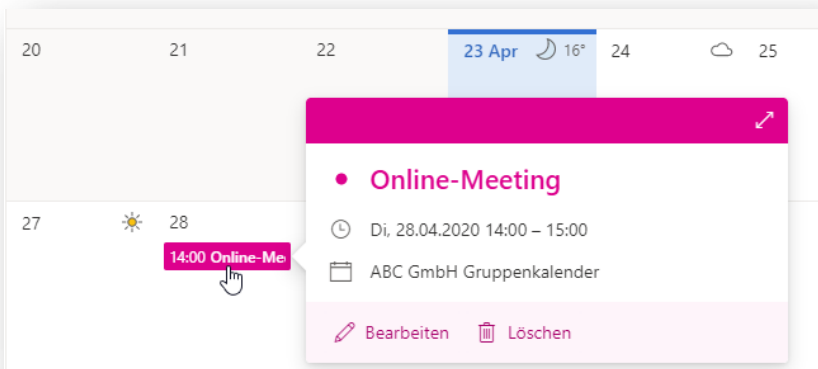 20 21 22 23 Apr 16° 24 25
Online-Meeting
27 28 Di, 28.04.2020 14:00 – 15:00
14:00 Online-Me
ABC GmbH Gruppenkalender
Bearbeiten Löschen